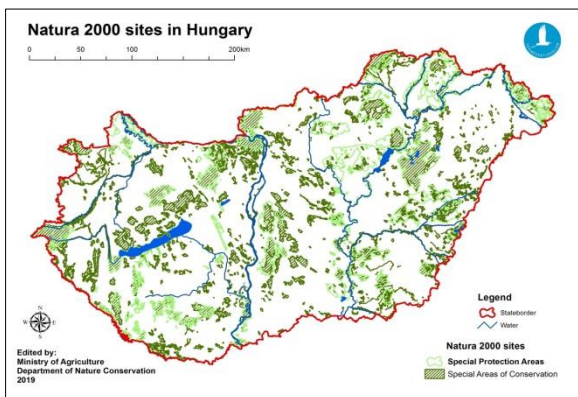 Natura 2000 sites in Hungary
0 50 100 200km
N
W E
S
Edited by:
Ministry of Agriculture
Department of Nature Conservation
2019
Legend
Stateborder
Water
Natura 2000 sites
Special Protection Areas
Special Areas of Conservation